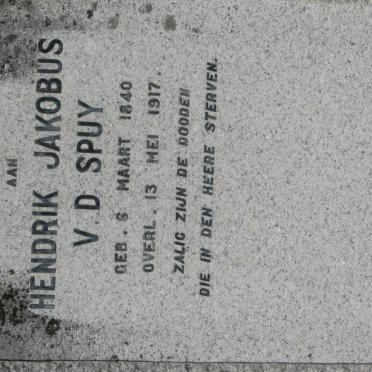 AAN
HENDRIK JAKOBUS
V.D SPUY
GEB. 6 MAART 1840
OVERL. 13 MEI 1917.
ZALIG ZIJN DE DOODEN
DIE IN DEN HEERE STERVEN.